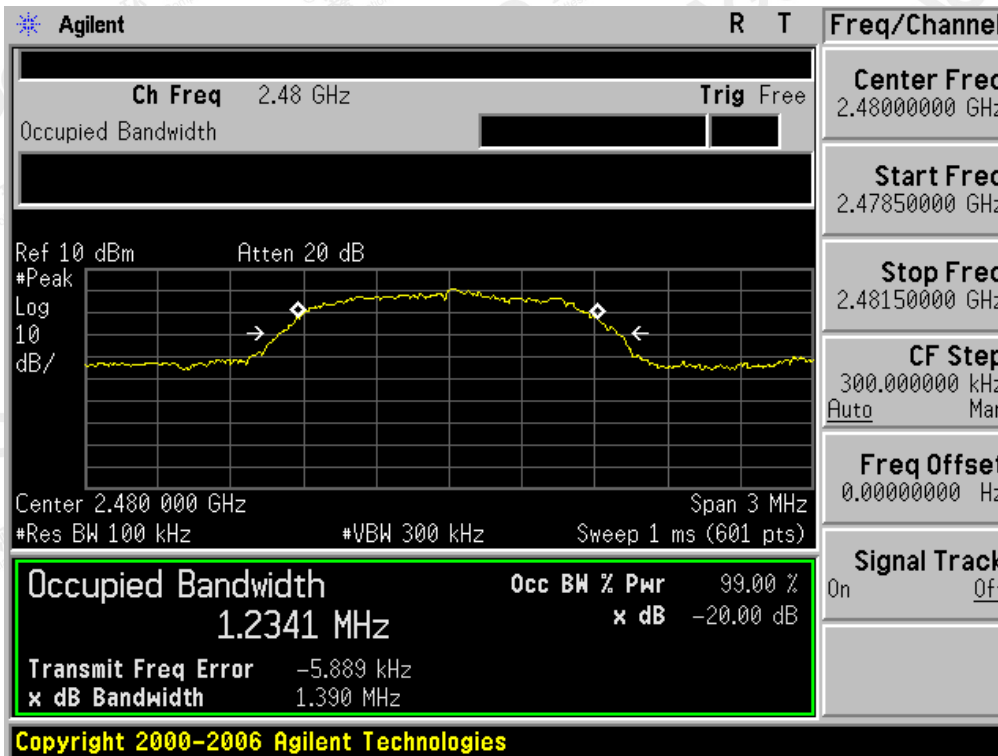 Agilent R T
Freq/Channel
Ch Freq 2.48 GHz Trig Free
Occupied Bandwidth
Center Freq
2.48000000 GHz
Start Freq
2.47850000 GHz
Stop Freq
2.48150000 GHz
CF Step
300.000000 kHz
Auto Man
Freq Offset
0.00000000 Hz
Signal Track
On Off
Ref 10 dBm Atten 20 dB
#Peak
Log
10
dB/
Center 2.480 000 GHz Span 3 MHz
#Res BW 100 kHz #VBW 300 kHz Sweep 1 ms (601 pts)
Occupied Bandwidth
1.2341 MHz
Occ BW % Pwr 99.00 %
x dB -20.00 dB
Transmit Freq Error -5.889 kHz
x dB Bandwidth 1.390 MHz
Copyright 2000-2006 Agilent Technologies